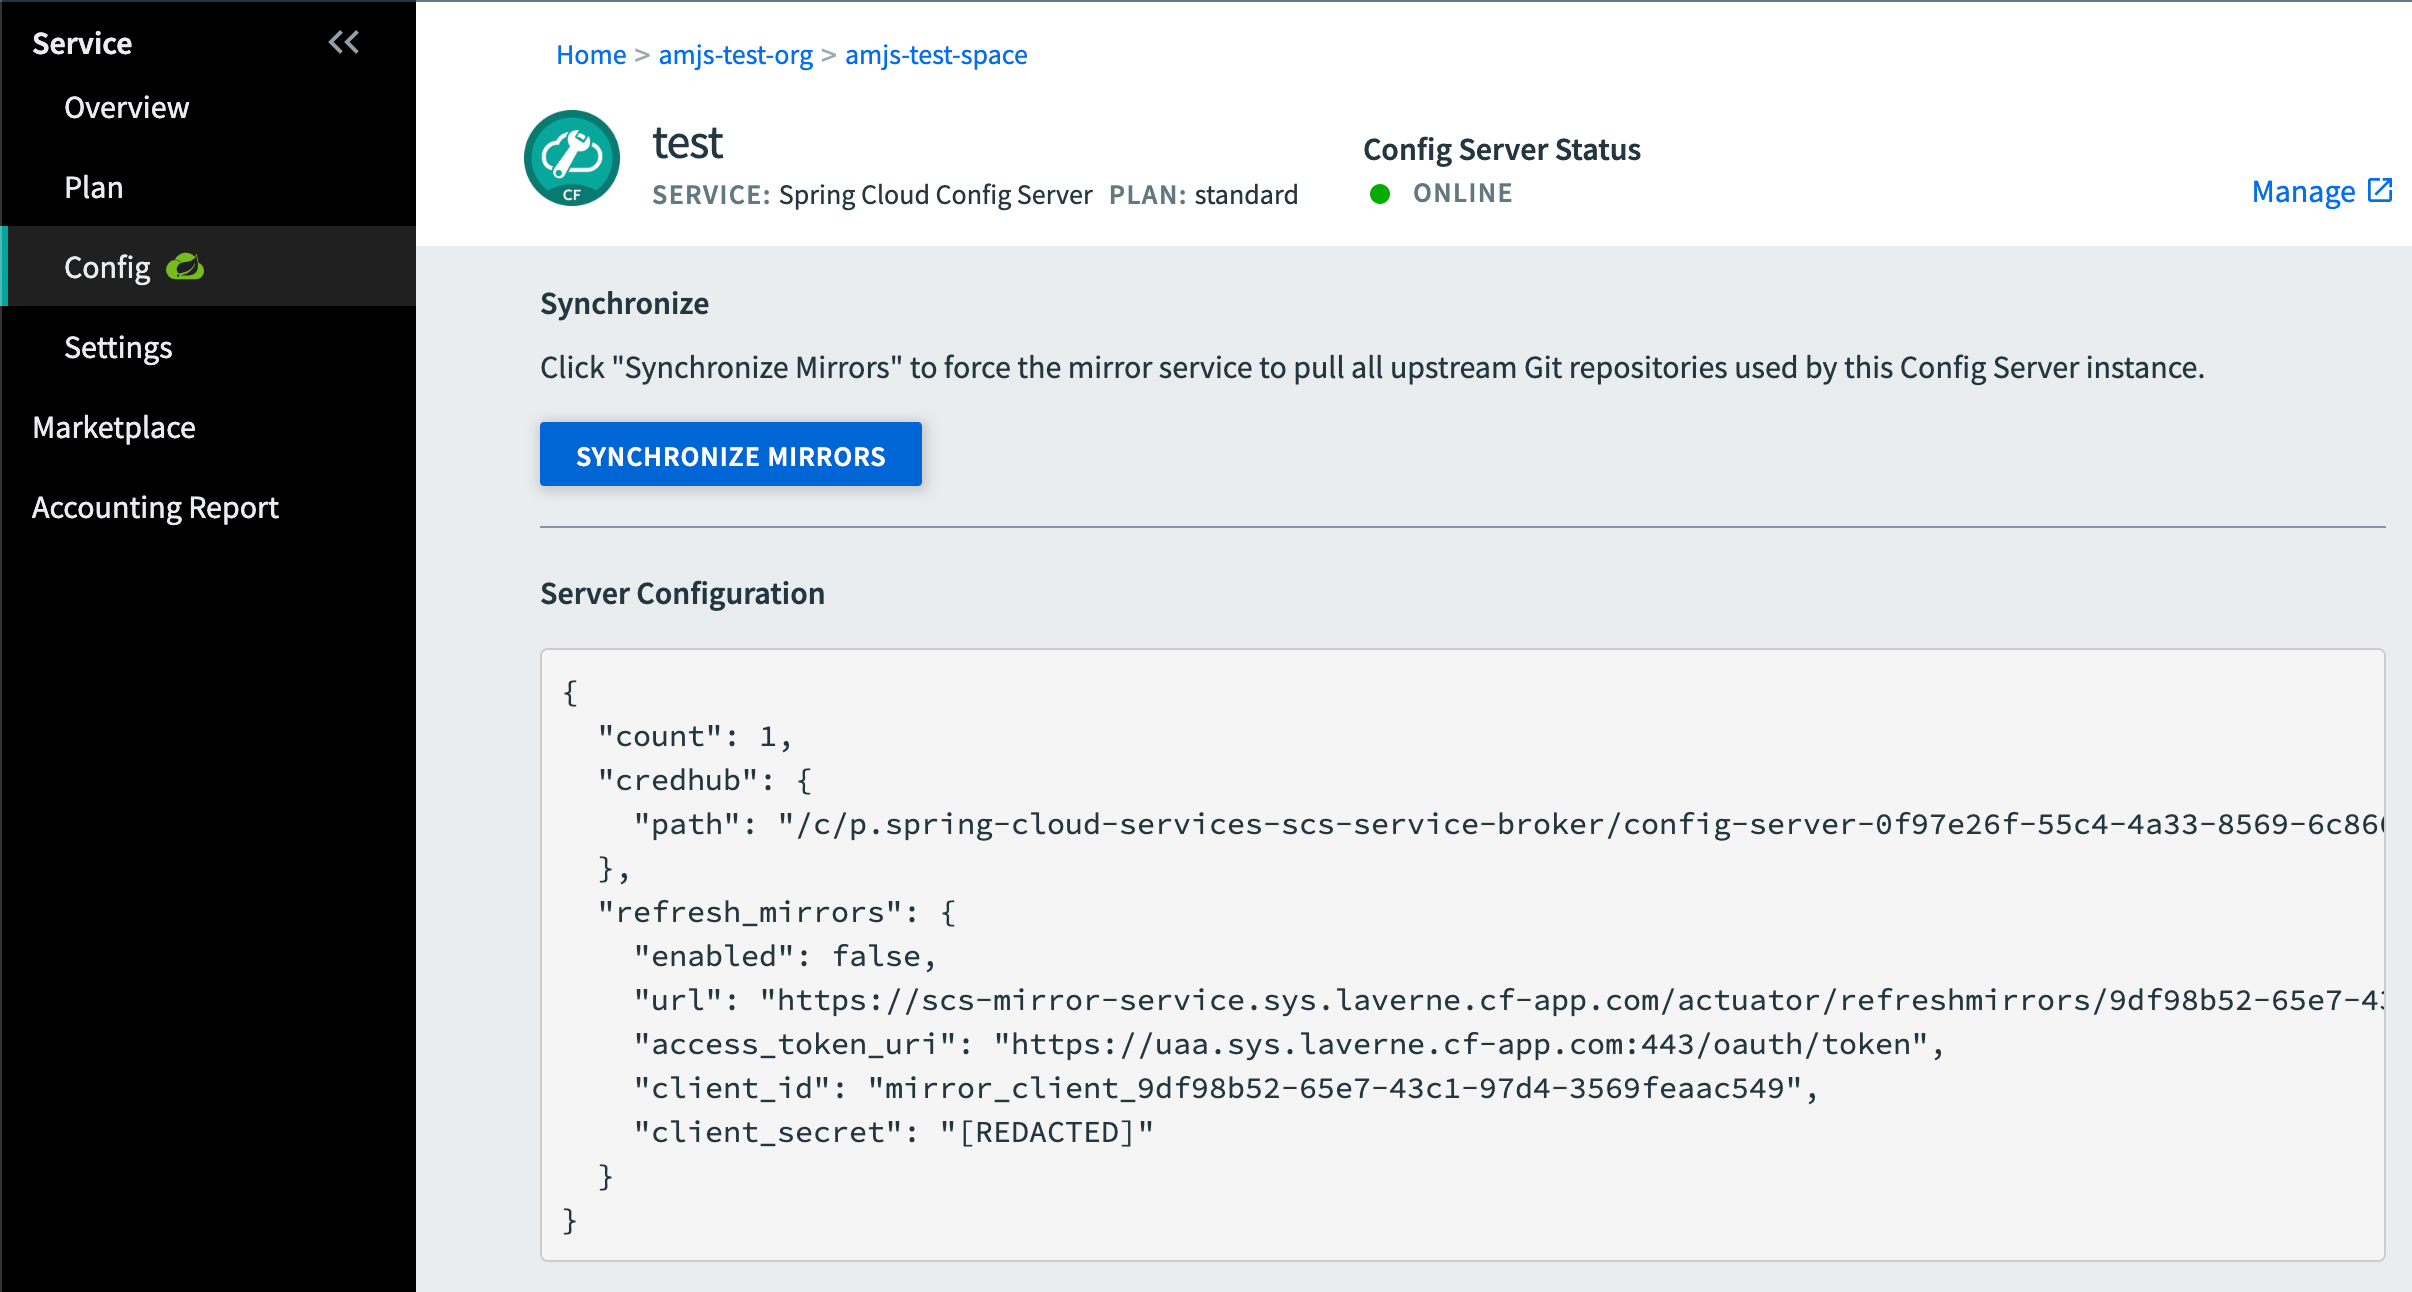 Service
Overview
Plan
Config
Settings
Marketplace
Accounting Report
Home > amjs-test-org > amjs-test-space
CF
test
SERVICE: Spring Cloud Config Server PLAN: standard
Config Server Status
ONLINE
Manage
Synchronize
Click "Synchronize Mirrors" to force the mirror service to pull all upstream Git repositories used by this Config Server instance.
SYNCHRONIZE MIRRORS
Server Configuration
{
"count": 1,
"credhub": {
"path": "/c/p.spring-cloud-services-scs-service-broker/config-server-0f97e26f-55c4-4a33-8569-6c86
},
"refresh_mirrors": {
"enabled": false,
"url": "https://scs-mirror-service.sys.laverne.cf-app.com/actuator/refreshmirrors/9df98b52-65e7-4
"access_token_uri": "https://uaa.sys.laverne.cf-app.com:443/oauth/token",
"client_id": "mirror_client_9df98b52-65e7-43c1-97d4-3569feaac549",
"client_secret": "[REDACTED]"
}
}